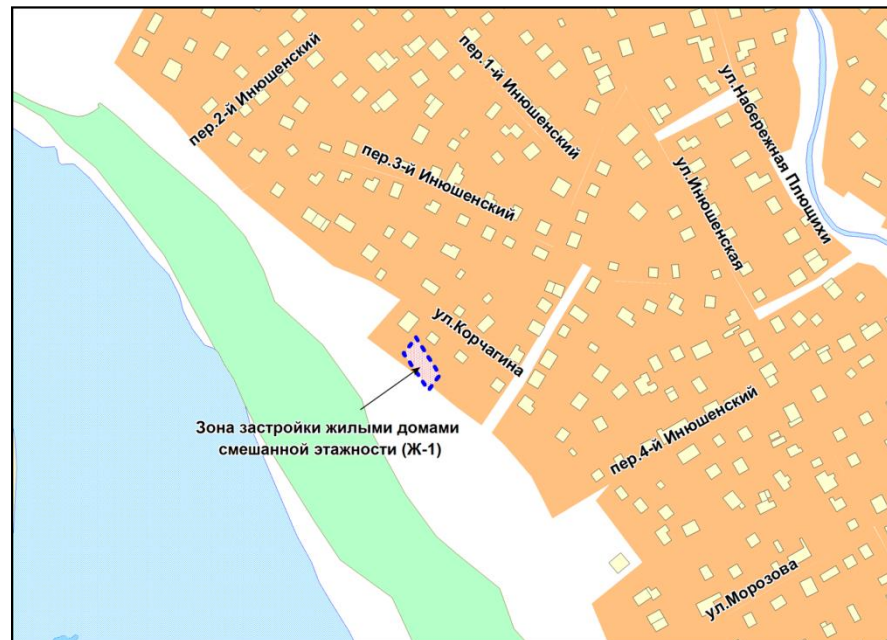 пер.2-й Инюшенский
пер.1-й Инюшенский
ул.Набережная Плющихи
пер.3-й Инюшенский
ул.Инюшенская
ул.Корчагина
Зона застройки жилыми домами
смешанной этажности (Ж-1)
пер.4-й Инюшенский
ул.Морозова